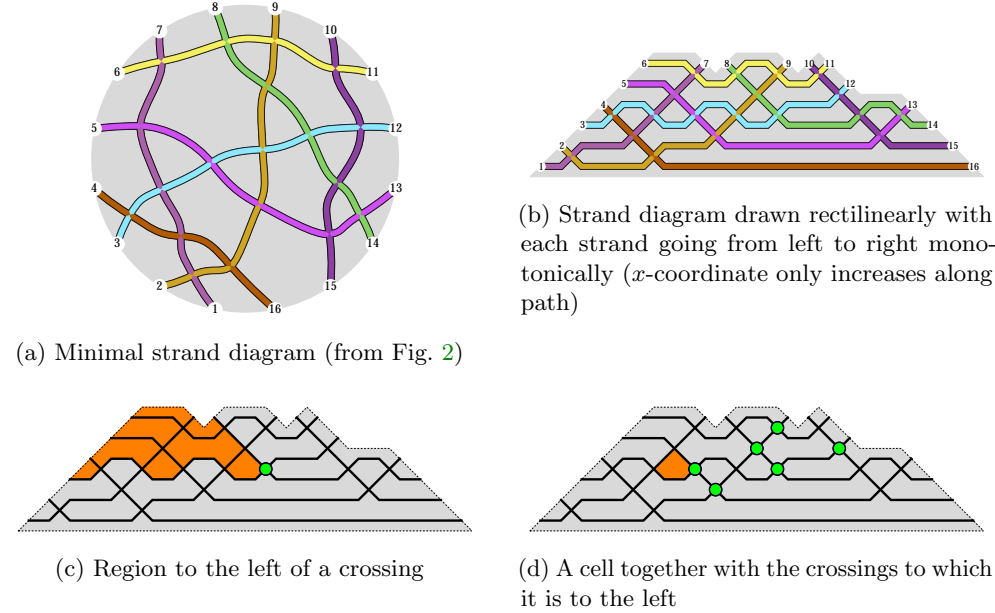 8 9
7 10
6 11
5 12
4 13
3 14
2 15
1 16
(a) Minimal strand diagram (from Fig. 2)
6 7 8 9 10 11
5 12
4 13
3 14
2 15
1 16
(b) Strand diagram drawn rectilinearly with
each strand going from left to right mono-
tonically (x-coordinate only increases along
path)
(c) Region to the left of a crossing
(d) A cell together with the crossings to which
it is to the left